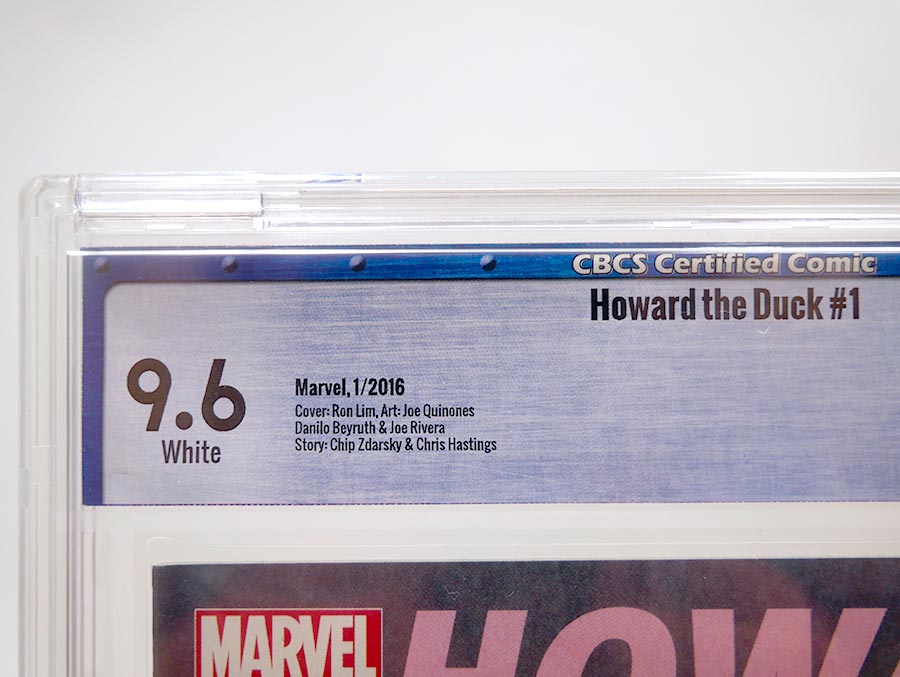 CBCS Certified Comic
Howard the Duck #1
9.6
White
Marvel, 1/2016
Cover: Ron Lim, Art: Joe Quinones
Danilo Beyruth & Joe Rivera
Story: Chip Zdarsky & Chris Hastings
MARVEL
HOW